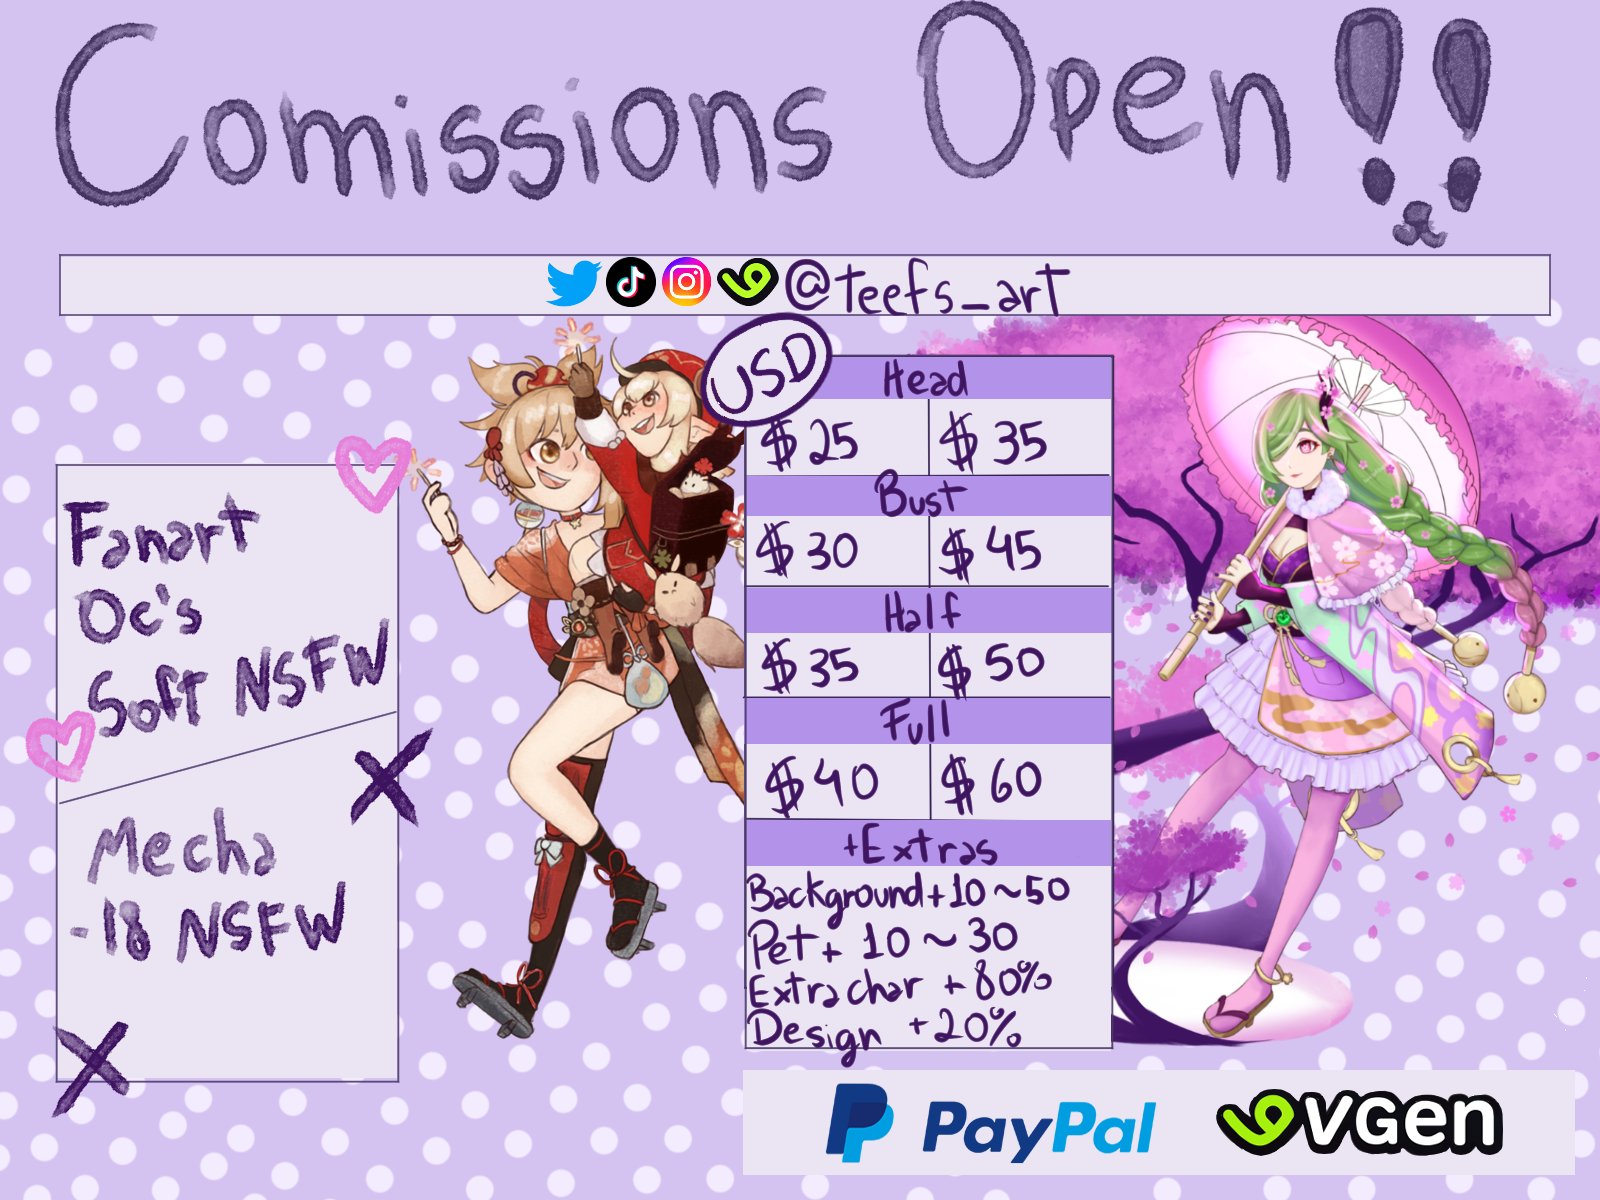 Comissions Open!!
@teefs_art
USD
Fanart
Oc's
Soft NSFW
Mecha
-18 NSFW
Head
$25 $35
Bust
$30 $45
Half
$35 $50
Full
$40 $60
+Extras
Background+10~50
Pet+ 10~30
Extra char +80%
Design +20%
PayPal VGen